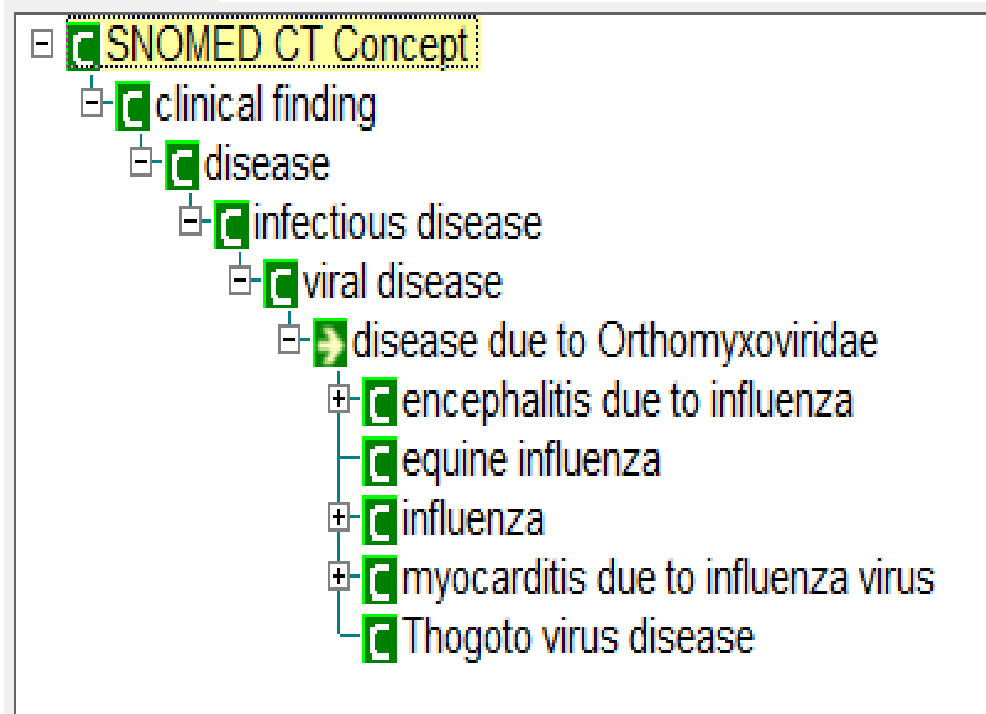 SNOMED CT Concept
clinical finding
disease
infectious disease
viral disease
disease due to Orthomyxoviridae
encephalitis due to influenza
equine influenza
influenza
myocarditis due to influenza virus
Thogoto virus disease